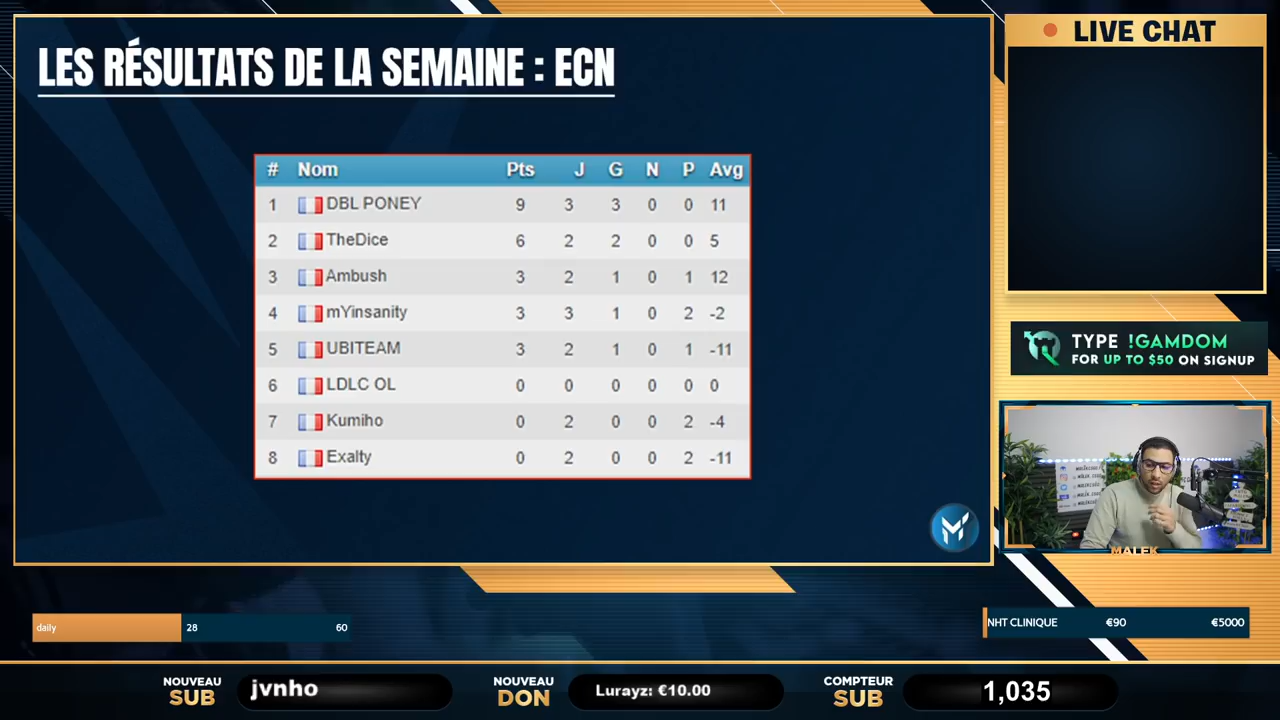 LES RÉSULTATS DE LA SEMAINE : ECN
# Nom Pts J G N P Avg
1 DBL PONEY 9 3 3 0 0 11
2 TheDice 6 2 2 0 0 5
3 Ambush 3 2 1 0 1 12
4 mYinsanity 3 3 1 0 2 -2
5 UBITEAM 3 2 1 0 1 -11
6 LDLC OL 0 0 0 0 0 0
7 Kumiho 0 2 0 0 2 -4
8 Exalty 0 2 0 0 2 -11
LIVE CHAT
TYPE !GAMDOM
FOR UP TO $50 ON SIGNUP
MALEK
daily 28 60
NHT CLINIQUE €90 €5000
NOUVEAU
SUB
jvnho
NOUVEAU
DON
Lurayz: €10.00
COMPTEUR
SUB
1,035